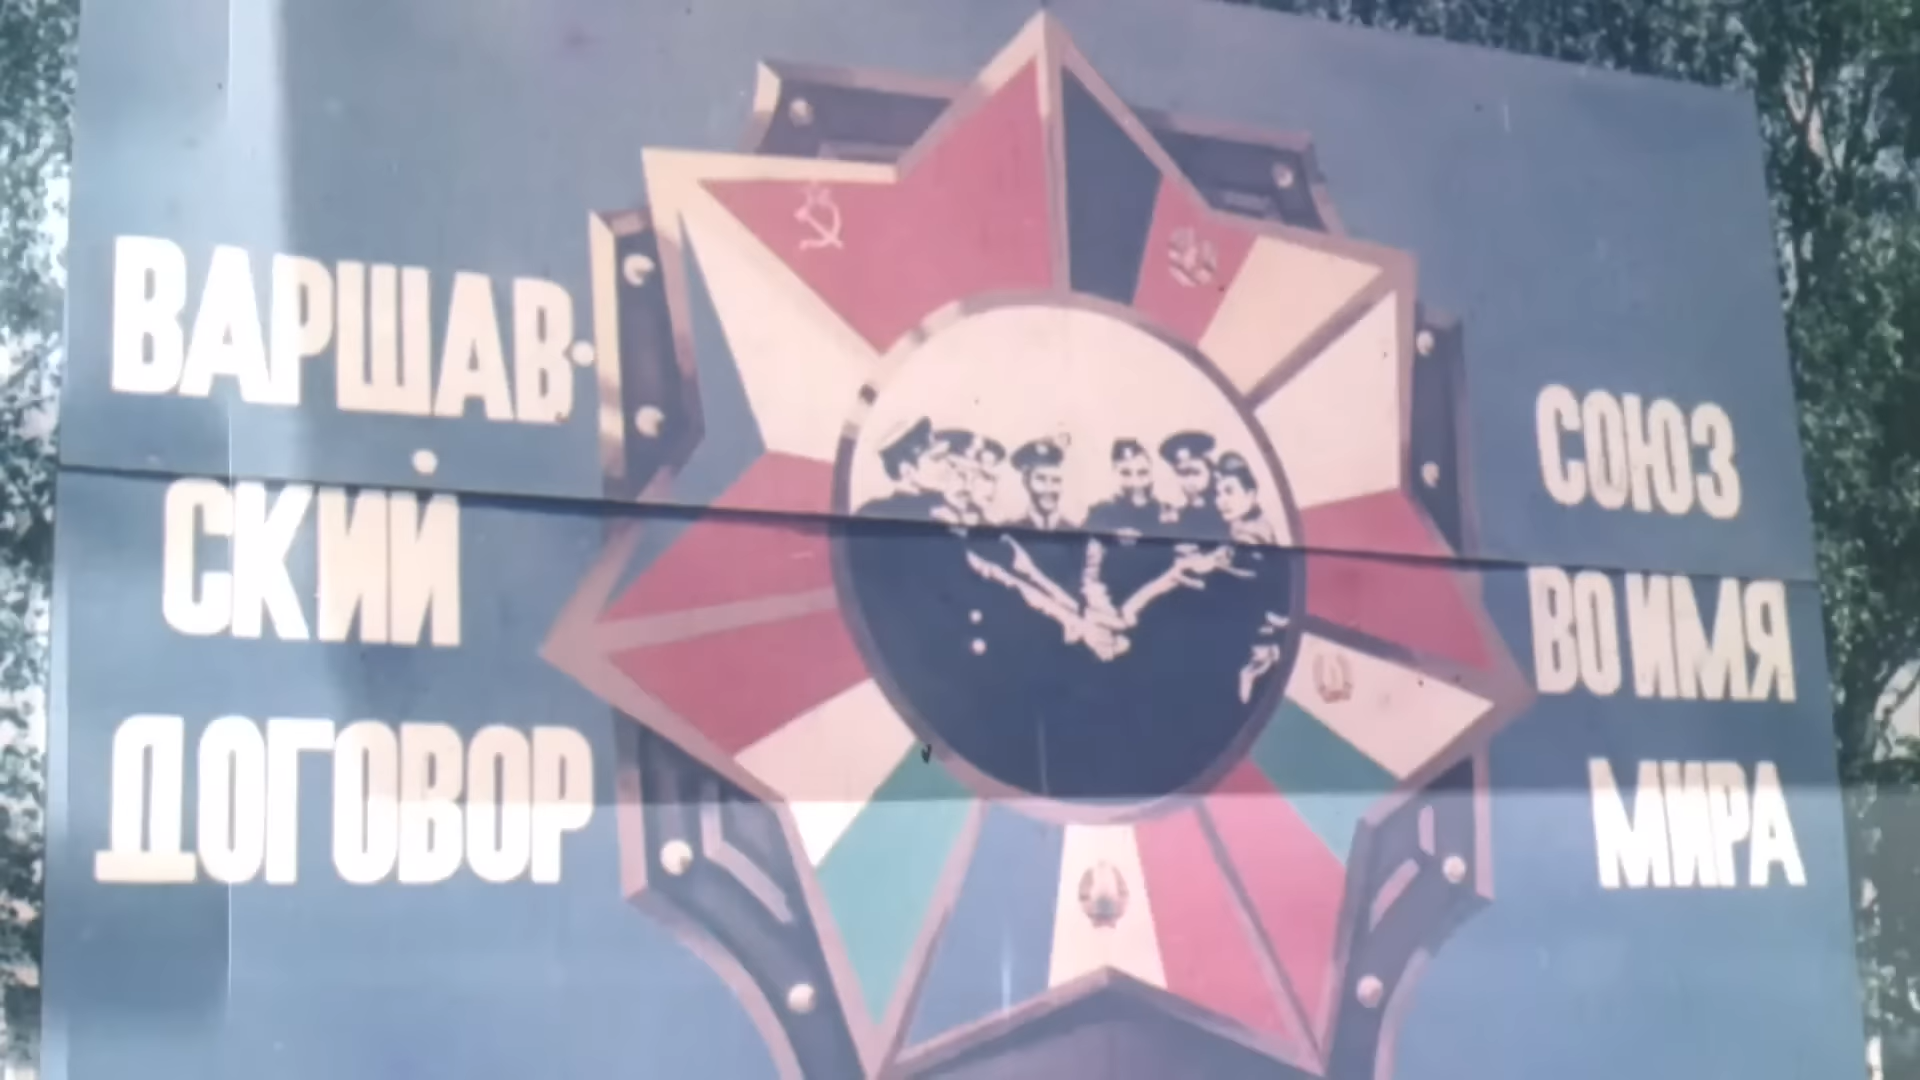 ВАРШАВ-
СКИЙ
ДОГОВОР
СОЮЗ
ВО ИМЯ
МИРА